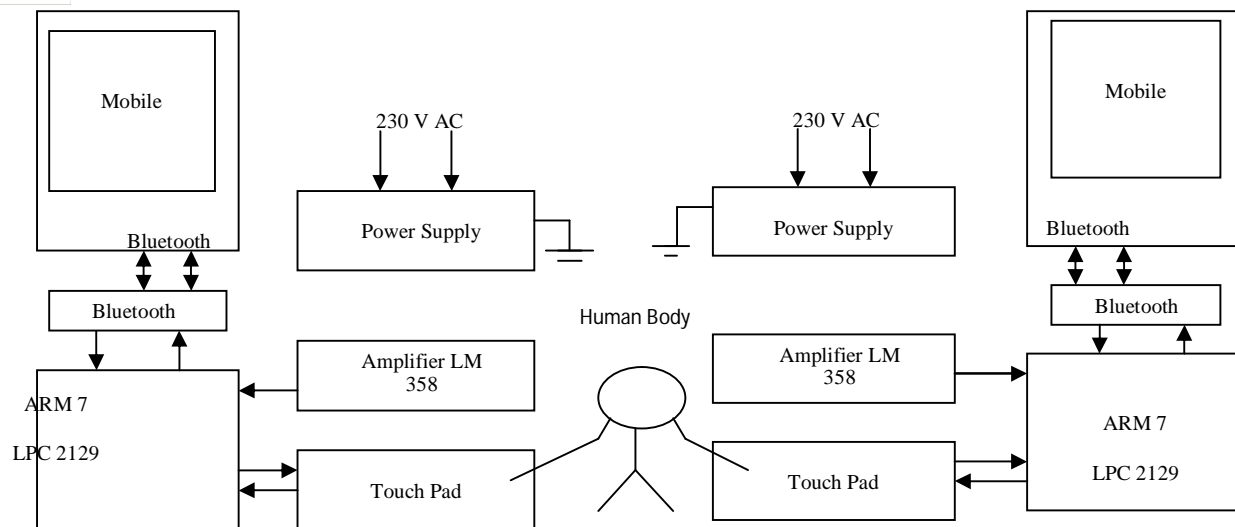 Mobile
Bluetooth
Bluetooth
ARM 7
LPC 2129
230 V AC
Power Supply
Amplifier LM
358
Touch Pad
Human Body
230 V AC
Power Supply
Amplifier LM
358
Touch Pad
Mobile
Bluetooth
Bluetooth
ARM 7
LPC 2129